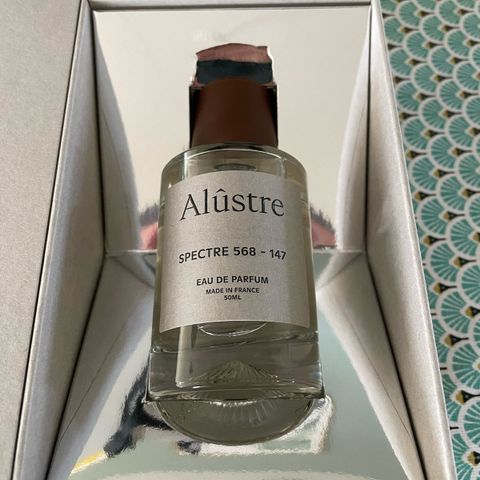 Alûstre
SPECTRE 568 - 147
EAU DE PARFUM
MADE IN FRANCE
50ML